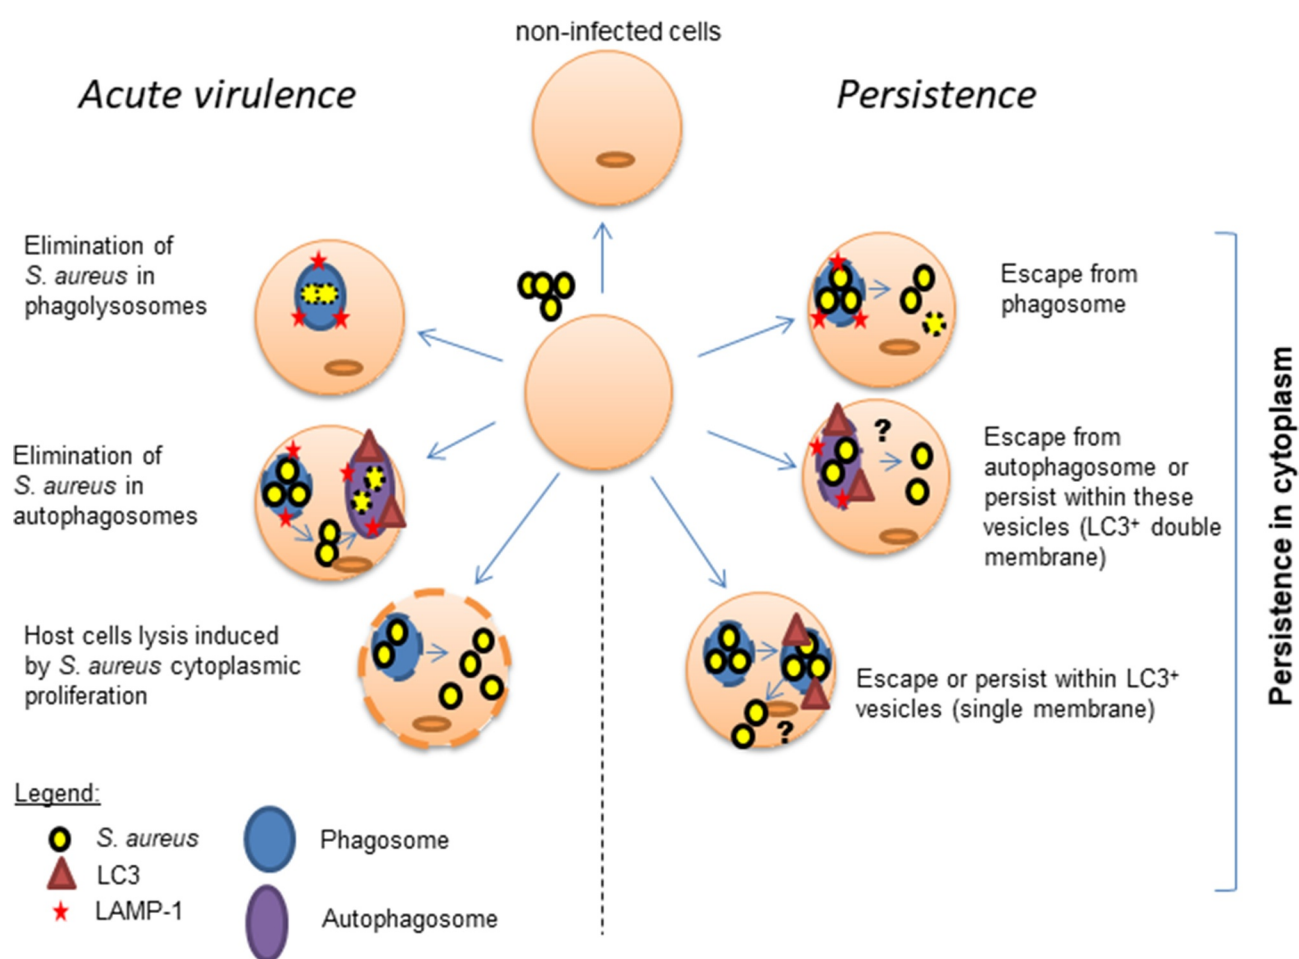 non-infected cells
Acute virulence
Persistence
Elimination of
S. aureus in
phagolysosomes
Escape from
phagosome
Elimination of
S. aureus in
autophagosomes
?
Escape from
autophagosome or
persist within these
vesicles (LC3⁺ double
membrane)
Host cells lysis induced
by S. aureus cytoplasmic
proliferation
?
Escape or persist within LC3⁺
vesicles (single membrane)
Persistence in cytoplasm
Legend:
S. aureus
LC3
LAMP-1
Phagosome
Autophagosome